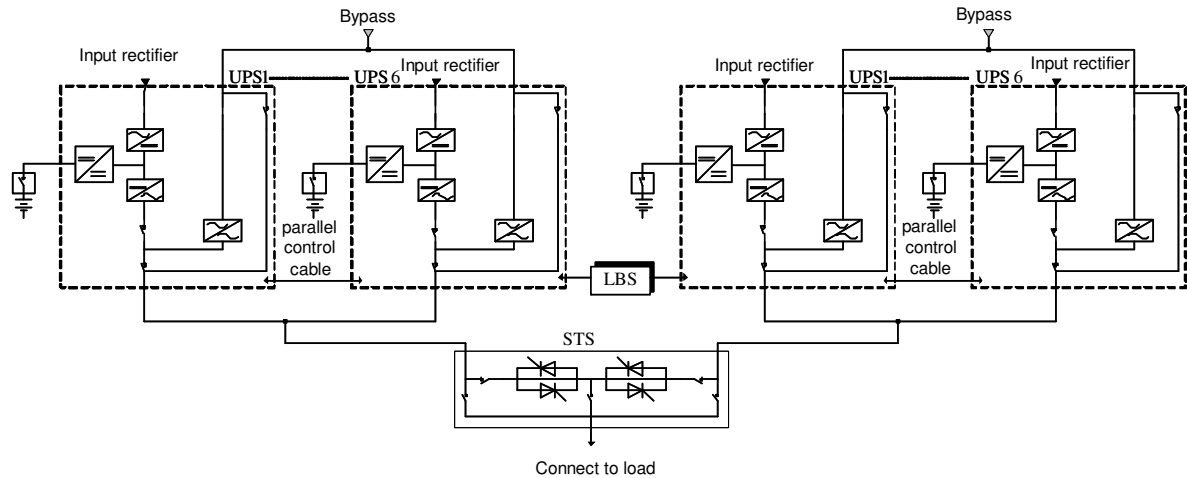 Bypass
Input rectifier
UPS1
UPS 6
Input rectifier
parallel
control
cable
Bypass
Input rectifier
UPS1
UPS 6
Input rectifier
parallel
control
cable
LBS
STS
Connect to load